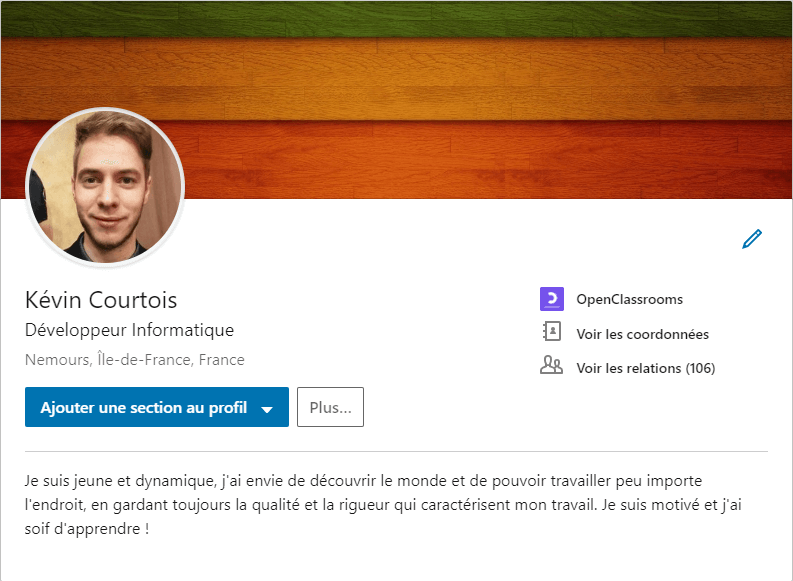 Kévin Courtois
Développeur Informatique
Nemours, Île-de-France, France
Ajouter une section au profil
Plus...
OpenClassrooms
Voir les coordonnées
Voir les relations (106)
Je suis jeune et dynamique, j'ai envie de découvrir le monde et de pouvoir travailler peu importe
l'endroit, en gardant toujours la qualité et la rigueur qui caractérisent mon travail. Je suis motivé et j'ai
soif d'apprendre !